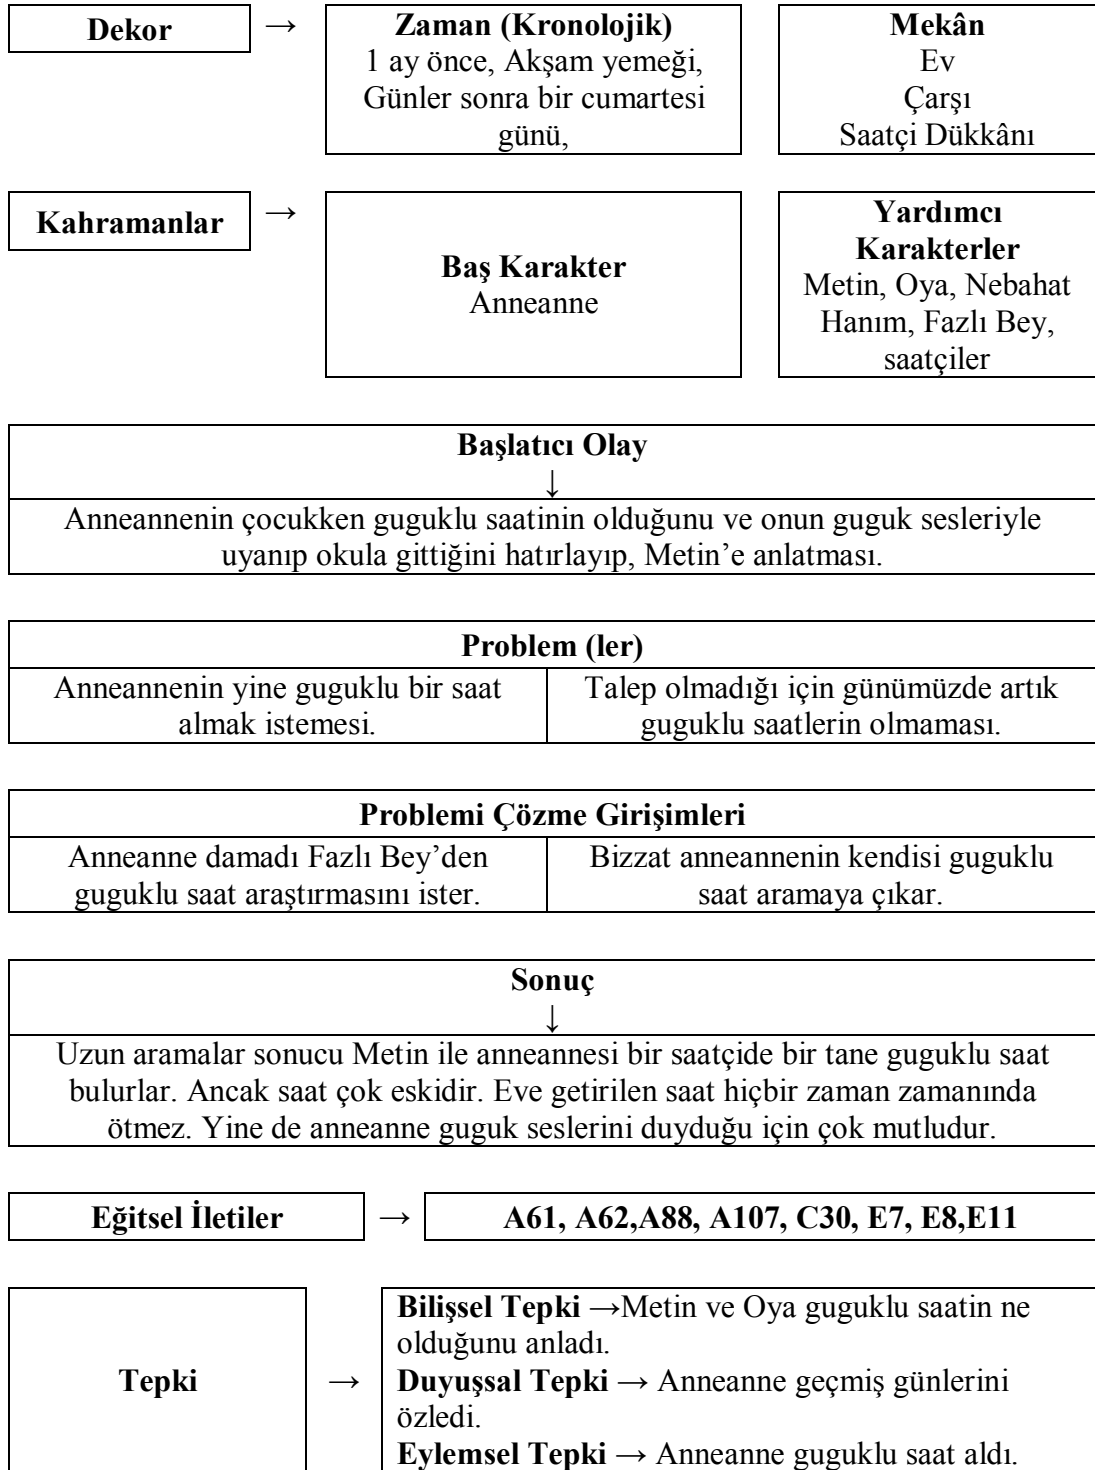 Dekor → Zaman (Kronolojik) Mekân
1 ay önce, Akşam yemeği, Ev
Günler sonra bir cumartesi Çarşı
günü, Saatçi Dükkânı
Kahramanlar →
Baş Karakter
Anneanne
Yardımcı
Karakterler
Metin, Oya, Nebahat
Hanım, Fazlı Bey,
saatçiler
Başlatıcı Olay
↓
Anneannenin çocukken guguklu saatinin olduğunu ve onun guguk sesleriyle
uyanıp okula gittiğini hatırlayıp, Metin’e anlatması.
Problem (ler)
Anneannenin yine guguklu bir saat
almak istemesi.
Talep olmadığı için günümüzde artık
guguklu saatlerin olmaması.
Problemi Çözme Girişimleri
Anneanne damadı Fazlı Bey’den
guguklu saat araştırmasını ister.
Bizzat anneannenin kendisi guguklu
saat aramaya çıkar.
Sonuç
↓
Uzun aramalar sonucu Metin ile anneannesi bir saatçide bir tane guguklu saat
bulurlar. Ancak saat çok eskidir. Eve getirilen saat hiçbir zaman zamanında
ötmez. Yine de anneanne guguk seslerini duyduğu için çok mutludur.
Eğitsel İletiler → A61, A62,A88, A107, C30, E7, E8,E11
Tepki →
Bilişsel Tepki →Metin ve Oya guguklu saatin ne
olduğunu anladı.
Duyuşsal Tepki → Anneanne geçmiş günlerini
özledi.
Eylemsel Tepki → Anneanne guguklu saat aldı.